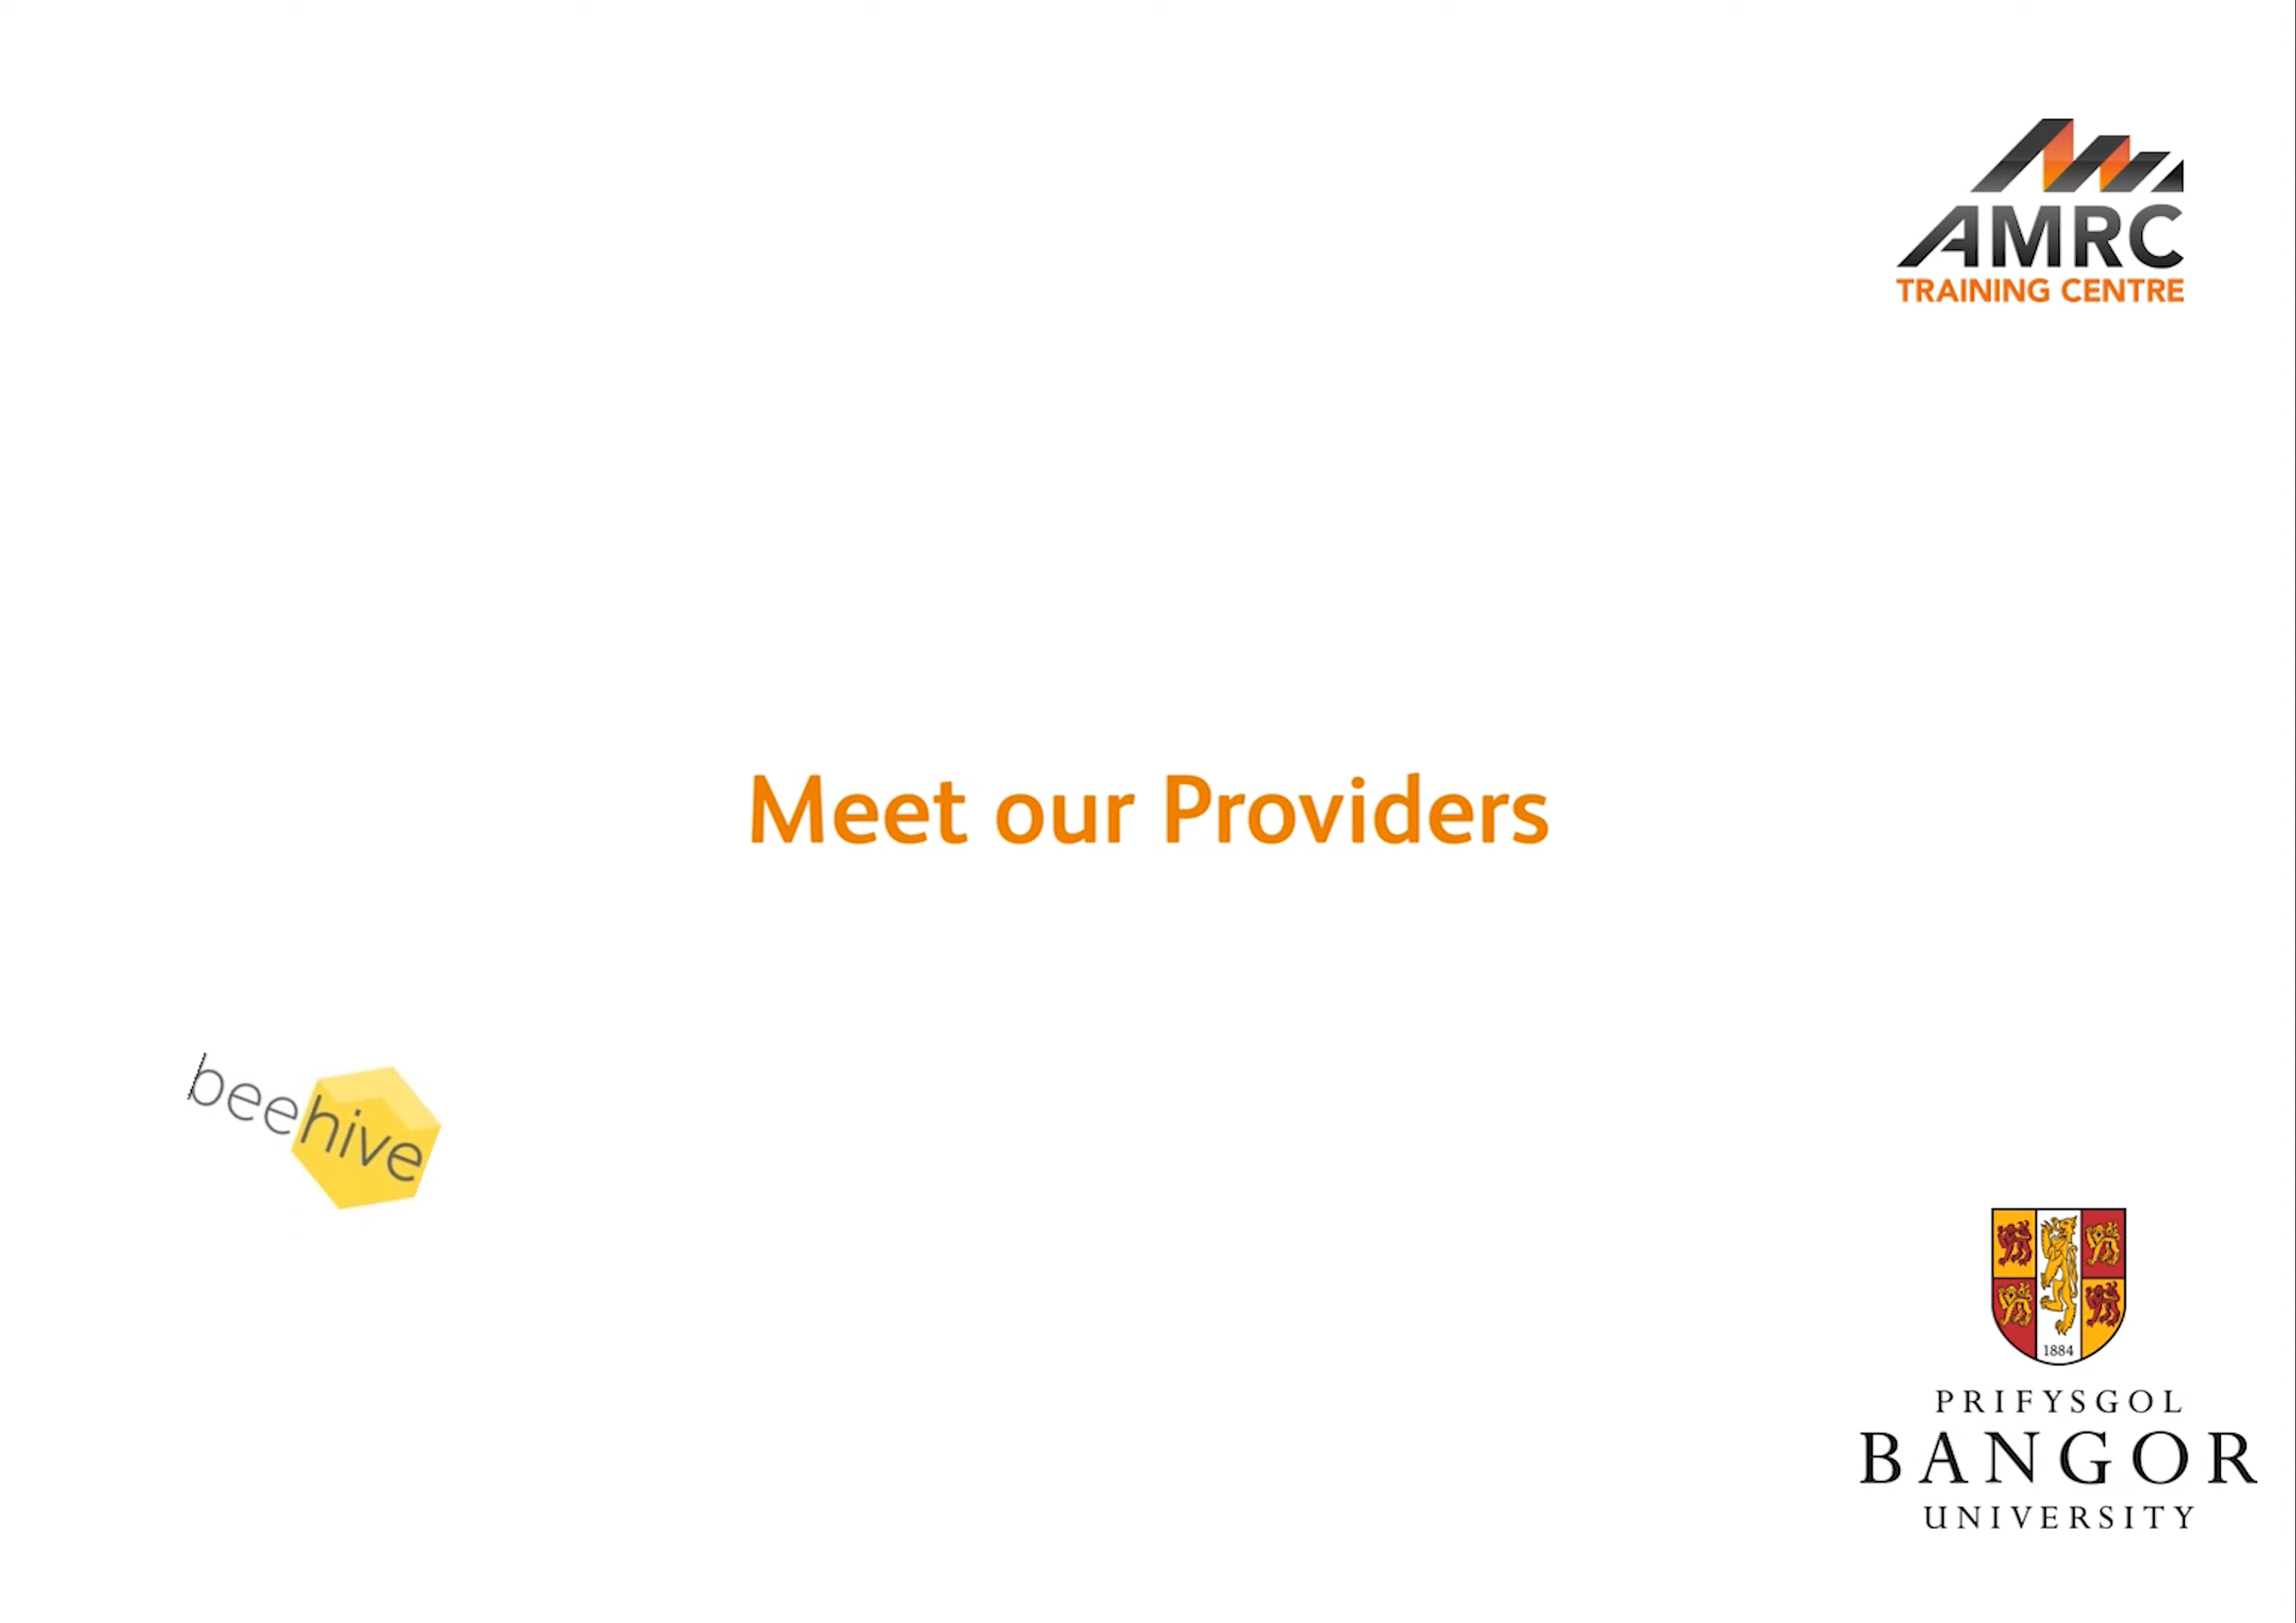 AMRC
TRAINING CENTRE
Meet our Providers
beehive
1884
PRIFYSGOL
BANGOR
UNIVERSITY